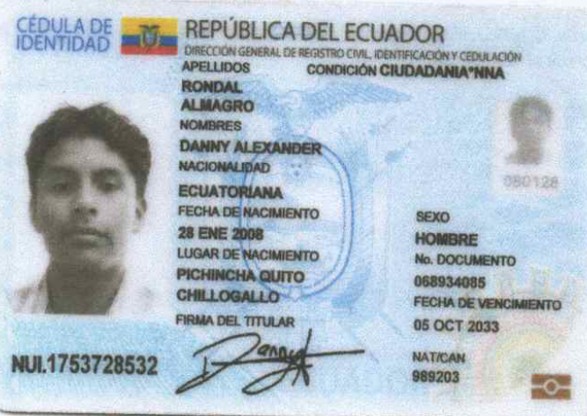 CÉDULA DE
IDENTIDAD
REPÚBLICA DEL ECUADOR
DIRECCIÓN GENERAL DE REGISTRO CIVIL, IDENTIFICACIÓN Y CEDULACIÓN
APELLIDOS
CONDICIÓN CIUDADANIA*NNA
RONDAL
ALMAGRO
NOMBRES
DANNY ALEXANDER
NACIONALIDAD
ECUATORIANA
FECHA DE NACIMIENTO
28 ENE 2008
LUGAR DE NACIMIENTO
PICHINCHA QUITO
CHILLOGALLO
FIRMA DEL TITULAR
080128
SEXO
HOMBRE
No. DOCUMENTO
068934085
FECHA DE VENCIMIENTO
05 OCT 2033
NAT/CAN
989203
NUI.1753728532